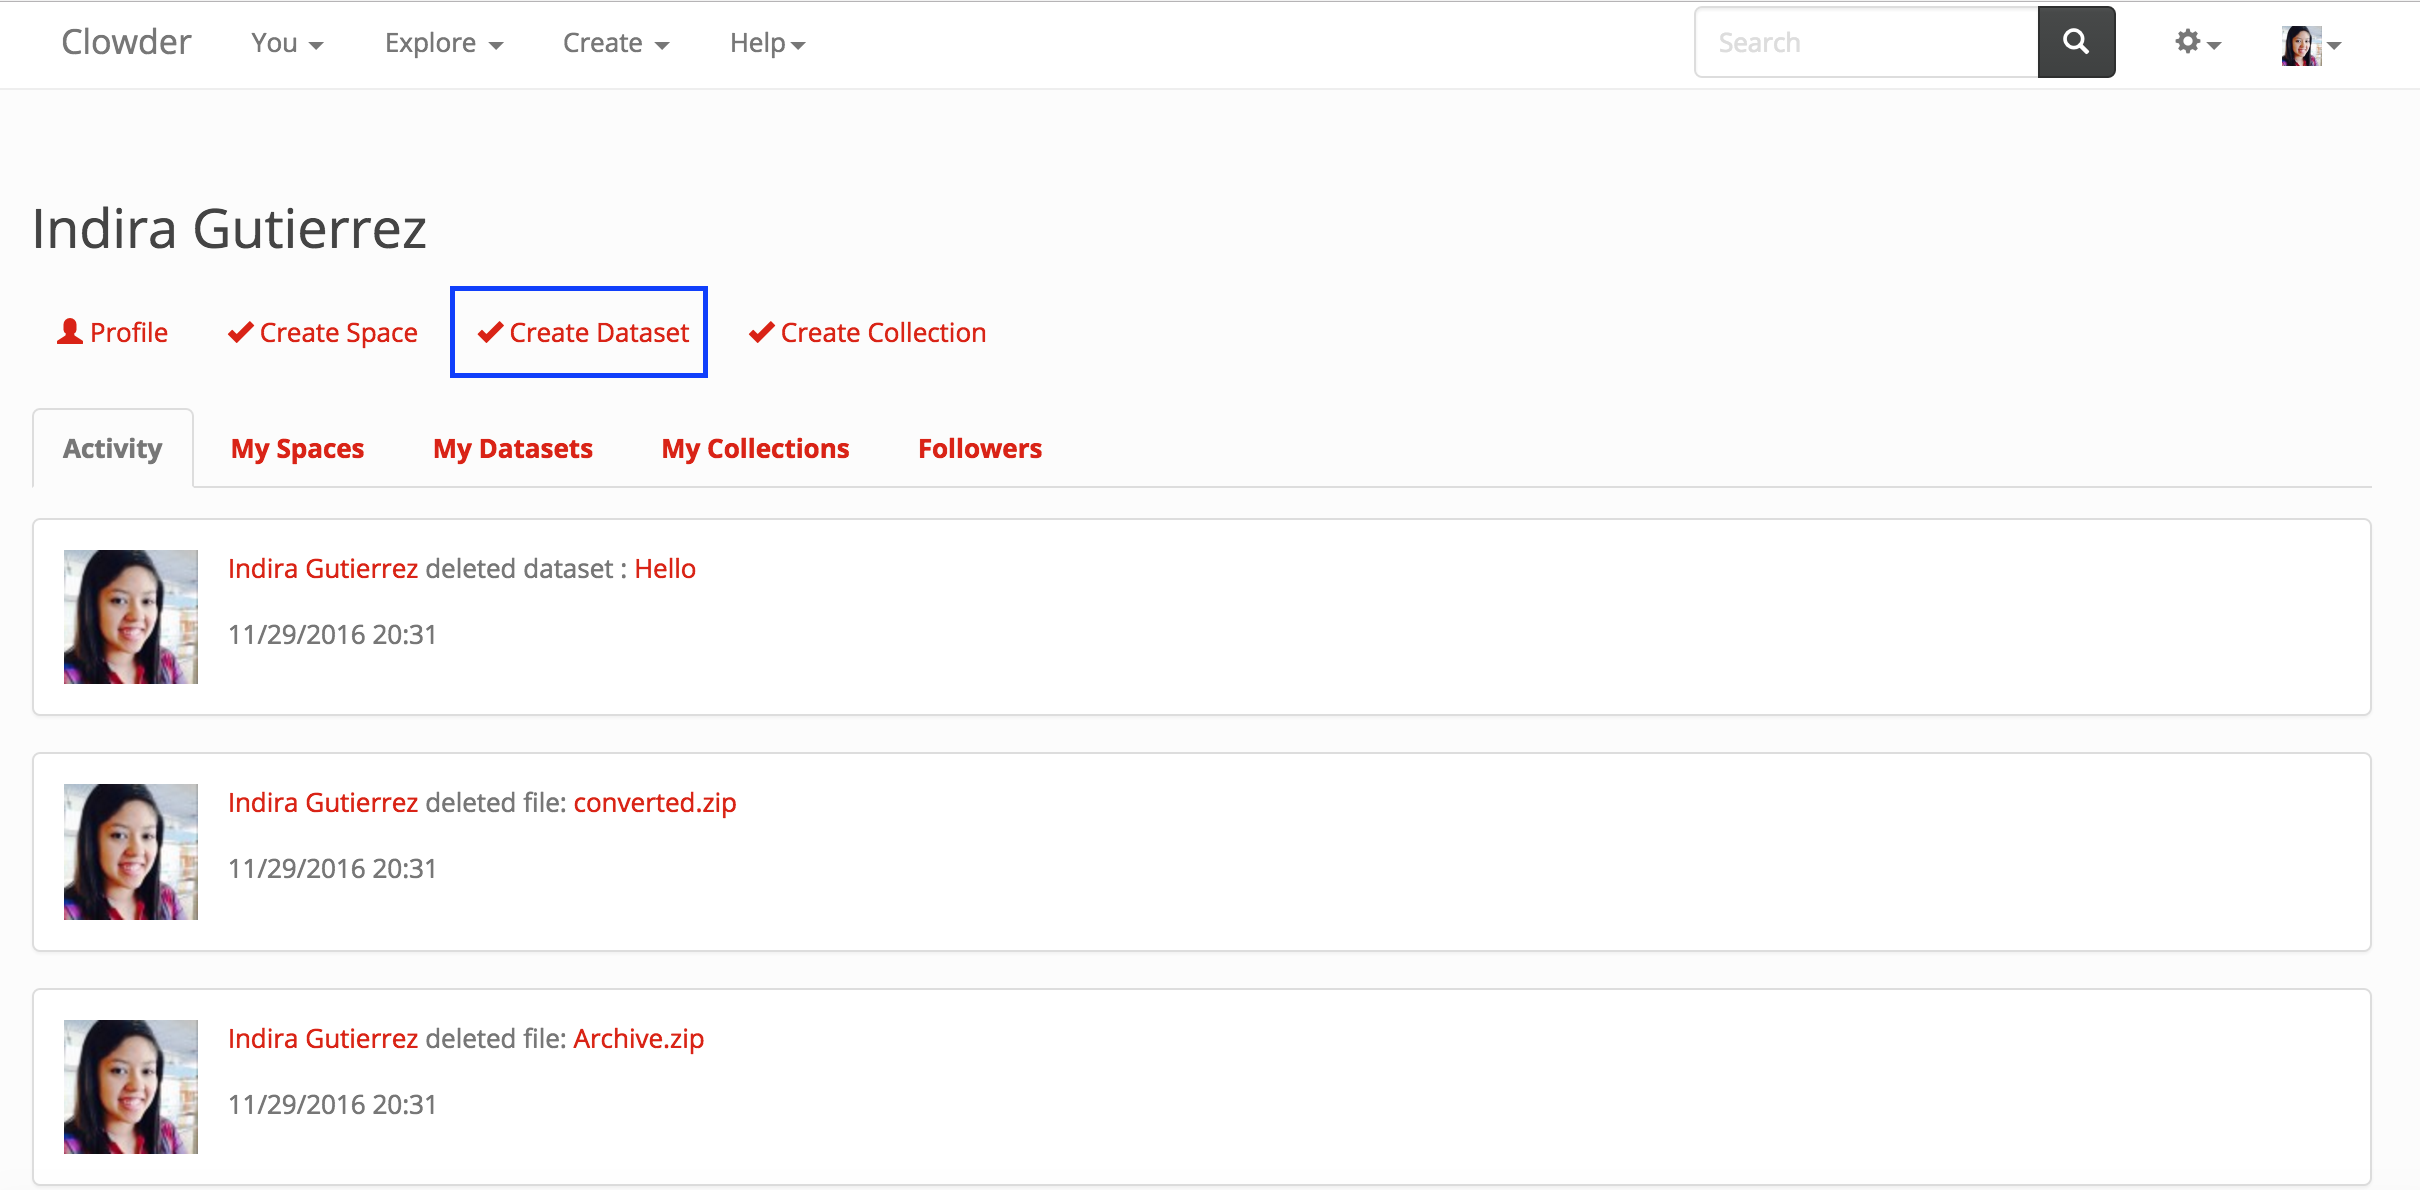 Clowder You Explore Create Help Search
Indira Gutierrez
Profile Create Space Create Dataset Create Collection
Activity My Spaces My Datasets My Collections Followers
Indira Gutierrez deleted dataset : Hello
11/29/2016 20:31
Indira Gutierrez deleted file: converted.zip
11/29/2016 20:31
Indira Gutierrez deleted file: Archive.zip
11/29/2016 20:31